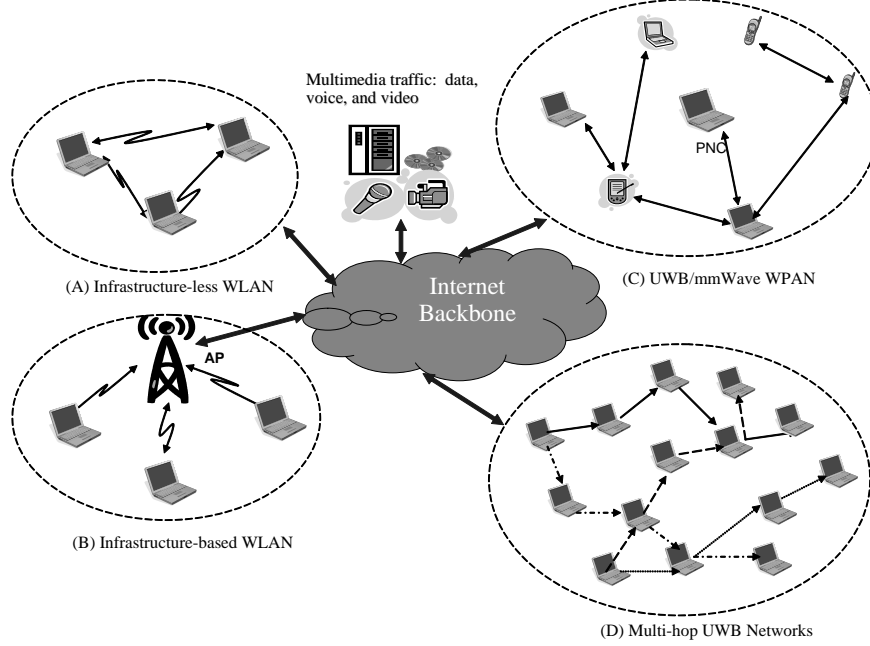 Multimedia traffic: data,
voice, and video
PNC
(A) Infrastructure-less WLAN
(C) UWB/mmWave WPAN
Internet
Backbone
AP
(B) Infrastructure-based WLAN
(D) Multi-hop UWB Networks